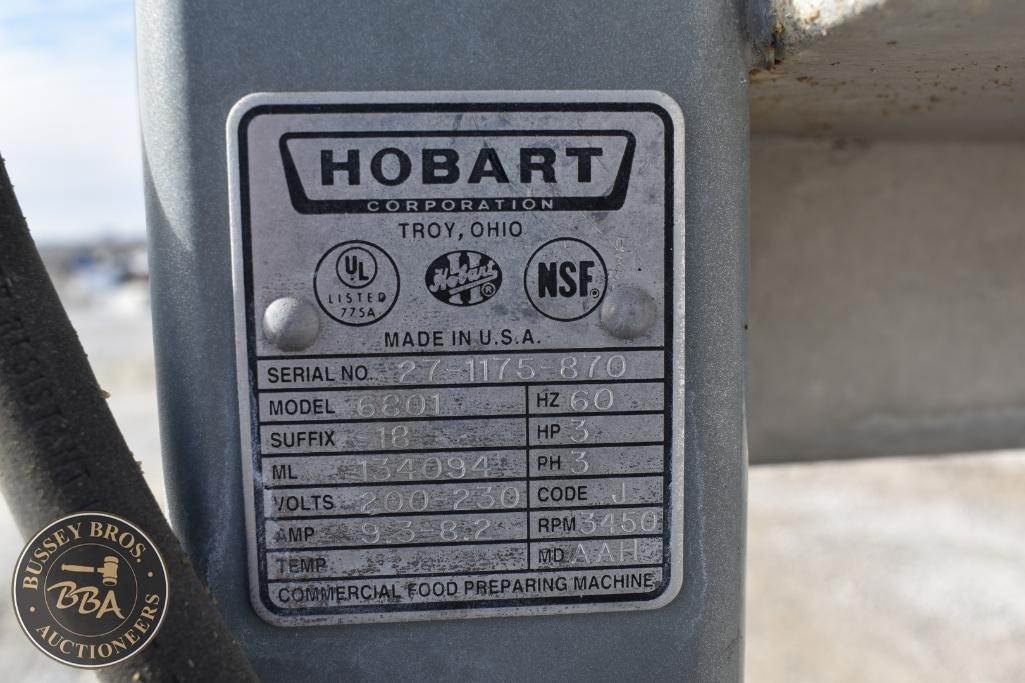 HOBART
CORPORATION
TROY, OHIO
UL
LISTED
775A
Hobart
®
NSF®
MADE IN U.S.A.
SERIAL NO. 27-1175-870
MODEL 6801 HZ 60
SUFFIX 18 HP 3
ML 134094 PH 3
VOLTS 200-230 CODE J
AMP 9.3-8.2 RPM 3450
TEMP MD AAH
COMMERCIAL FOOD PREPARING MACHINE
BUSSEY BROS.
BBA
AUCTIONEERS